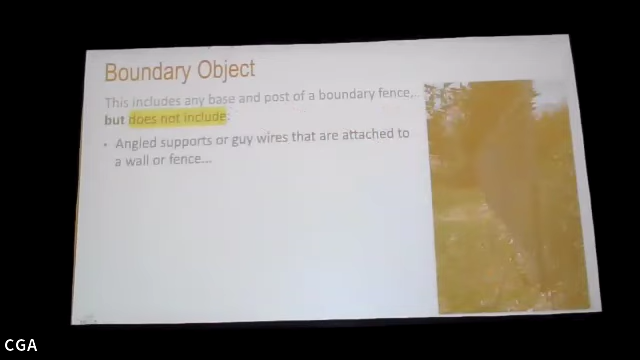 Boundary Object
This includes any base and post of a boundary fence,..
but does not include:
• Angled supports or guy wires that are attached to
a wall or fence...
CGA